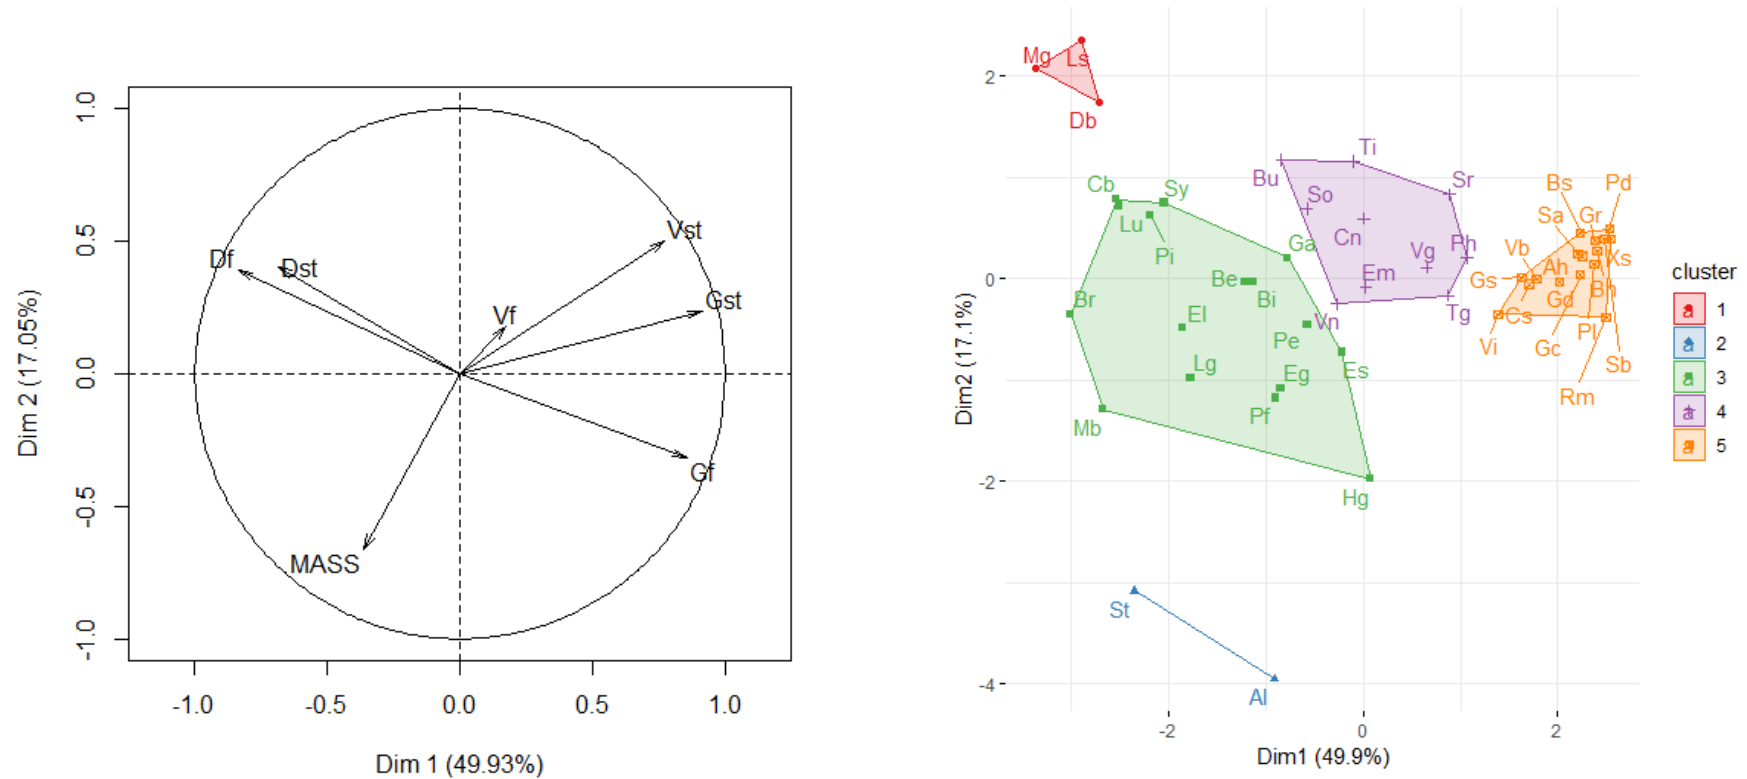 1.0
0.5
0.0
-0.5
-1.0
Dim 2 (17.05%)
Df
Dst
Vst
Gst
Vf
Gf
MASS
-1.0
-0.5
0.0
0.5
1.0
Dim 1 (49.93%)
2
0
-2
-4
Dim2 (17.1%)
Mg
Ls
Db
Ti
Bu
So
Sr
Cn
Vg
Ph
Em
Vn
Tg
Cb
Sy
Lu
Pi
Ga
Be
Bi
Br
El
Pe
Lg
Eg
Es
Pf
Mb
Hg
Bs
Pd
Sa
Gr
Vb
Xs
Gs
Ah
Gd
Bh
Cs
Pl
Vi
Gc
Sb
Rm
St
Al
-2
0
2
Dim1 (49.9%)
cluster
a 1
a 2
a 3
a 4
a 5